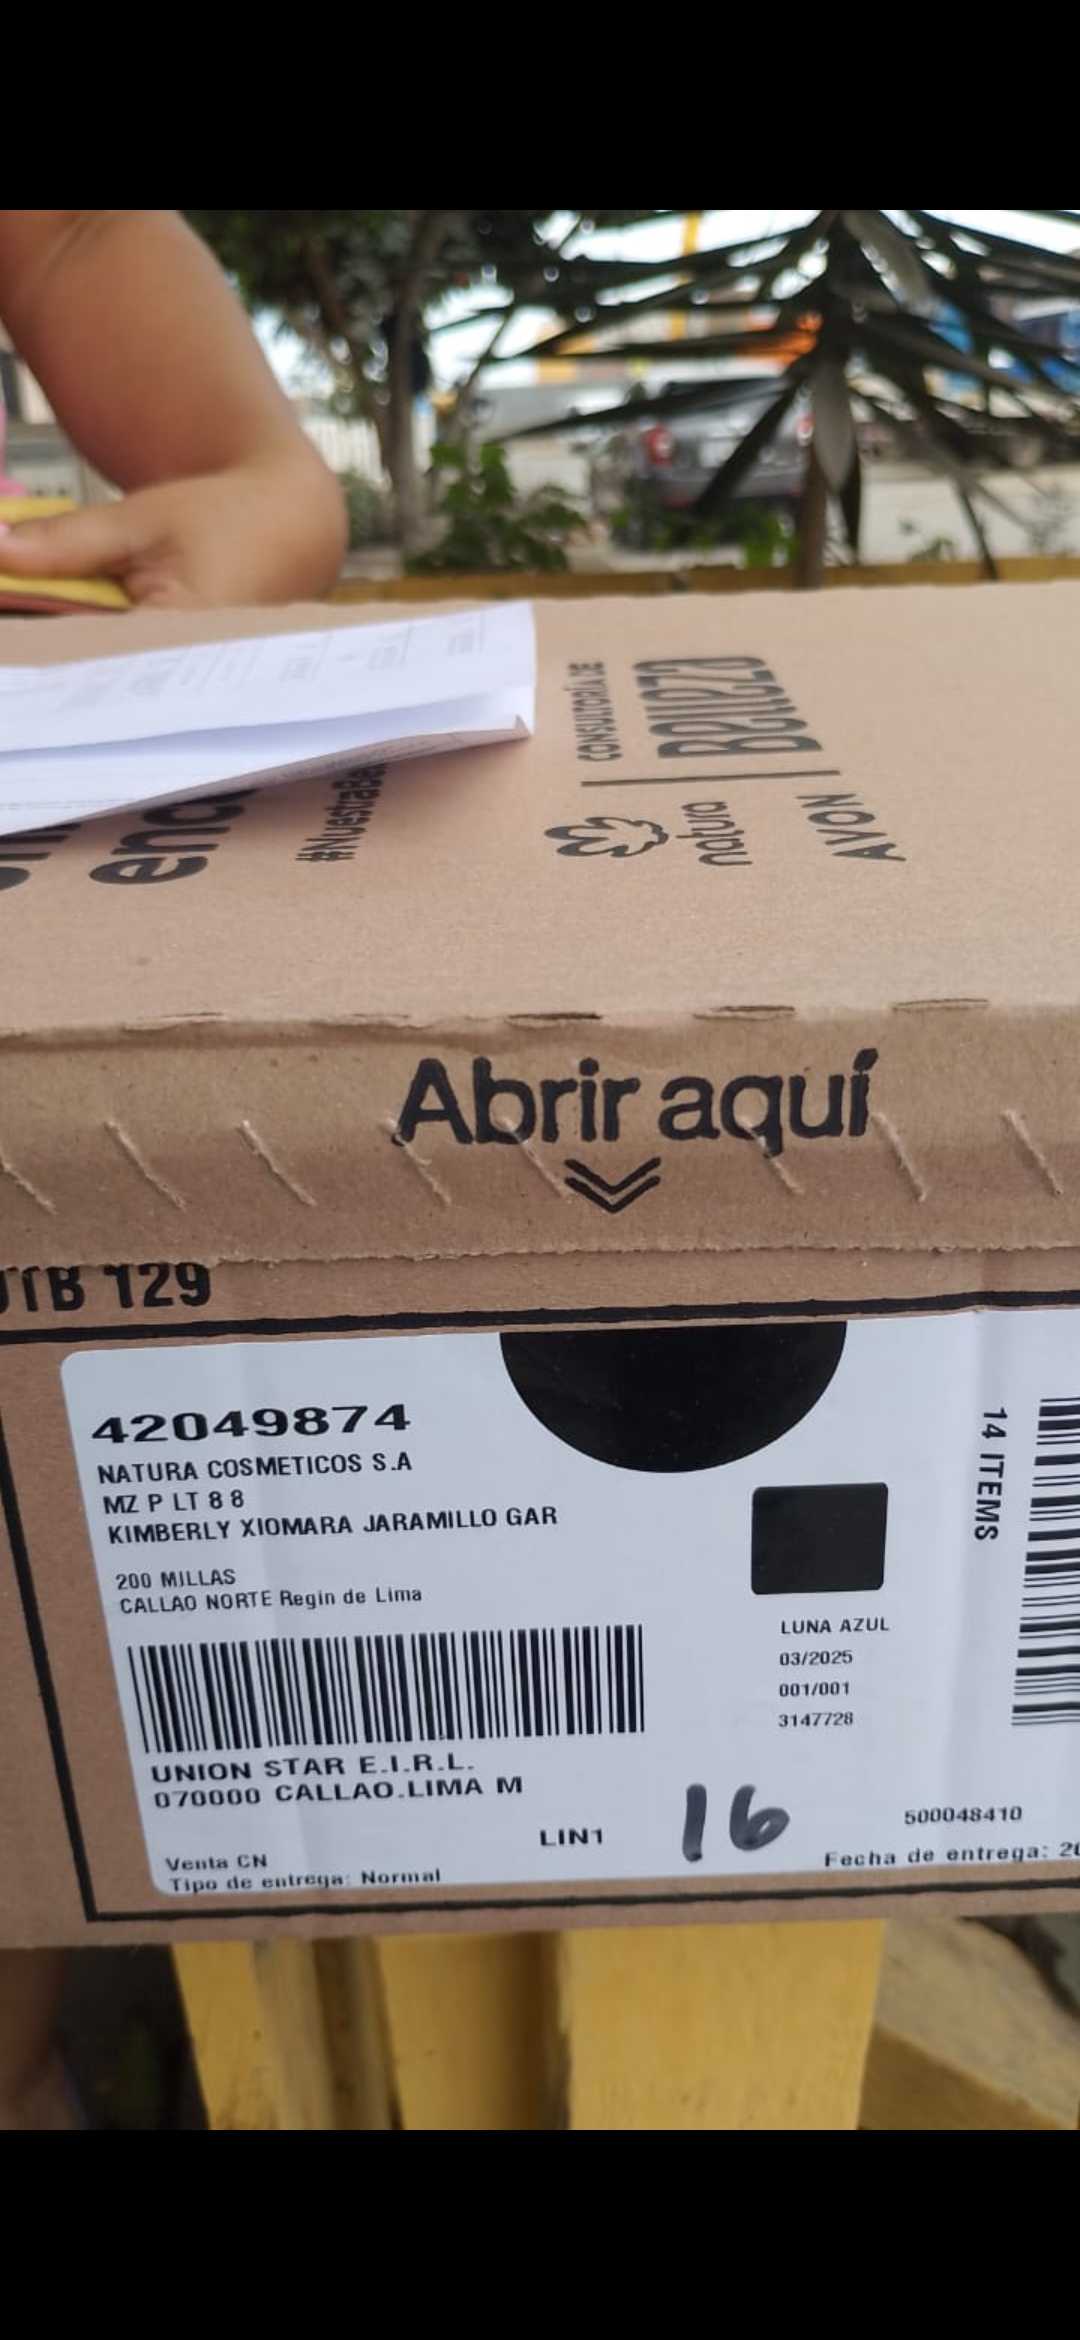 CONSULTORÍA DE
Belleza
natura
AVON
#NuestraBe
Abrir aquí
129
42049874
NATURA COSMETICOS S.A
MZ P LT 8 8
KIMBERLY XIOMARA JARAMILLO GAR
200 MILLAS
CALLAO NORTE Regin de Lima
14 ITEMS
LUNA AZUL
03/2025
001/001
3147728
UNION STAR E.I.R.L.
070000 CALLAO.LIMA M
LIN1
16
500048410
Venta CN
Tipo de entrega: Normal
Fecha de entrega: 20